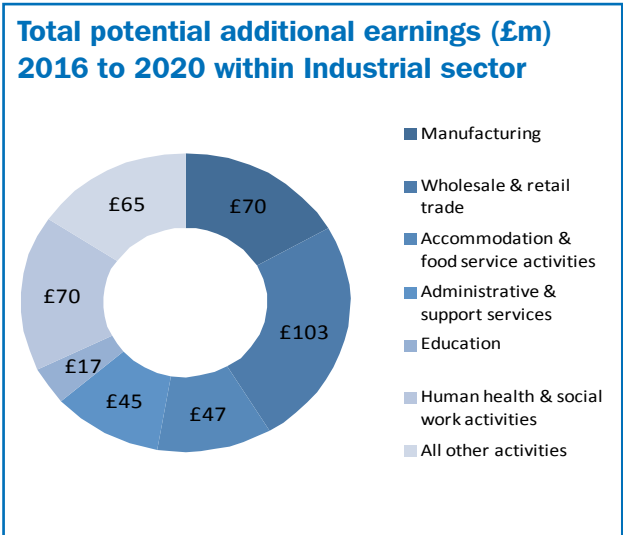 Total potential additional earnings (£m)
2016 to 2020 within Industrial sector
£70
£103
£47
£45
£17
£70
£65
Manufacturing
Wholesale & retail
trade
Accommodation &
food service activities
Administrative &
support services
Education
Human health & social
work activities
All other activities